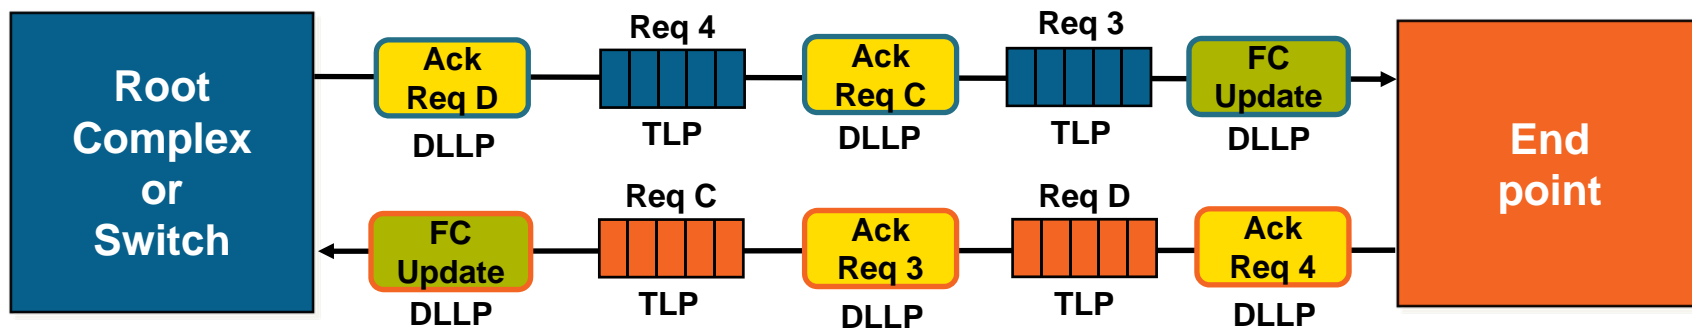 Root
Complex
or
Switch
Ack
Req D
DLLP
Req 4
TLP
Ack
Req C
DLLP
Req 3
TLP
FC
Update
DLLP
FC
Update
DLLP
Req C
TLP
Ack
Req 3
DLLP
Req D
TLP
Ack
Req 4
DLLP
End
point